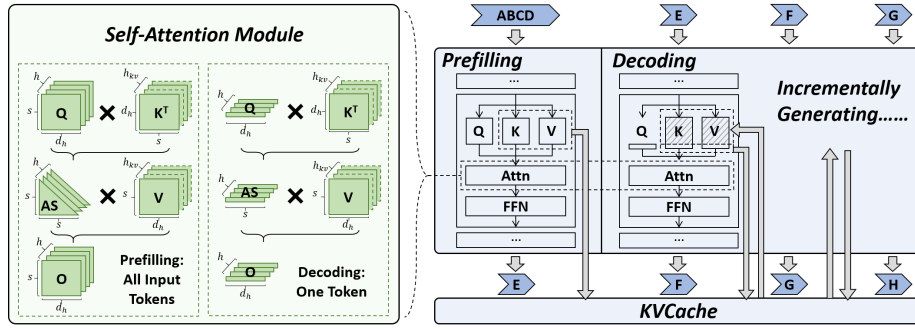 Self-Attention Module
h
s
Q
d_h
×
h_kv
d_h
K^T
s
h
Q
d_h
×
h_kv
d_h
K^T
s
s
AS
s
×
h_kv
s
V
d_h
h
AS
s
×
h_kv
s
V
d_h
h
s
O
d_h
Prefilling:
All Input
Tokens
h
O
d_h
Decoding:
One Token
ABCD
E
F
G
Prefilling
...
Q
K
V
Attn
FFN
...
Decoding
...
Q
K
V
Attn
FFN
...
Incrementally
Generating......
E
F
G
H
KVCache